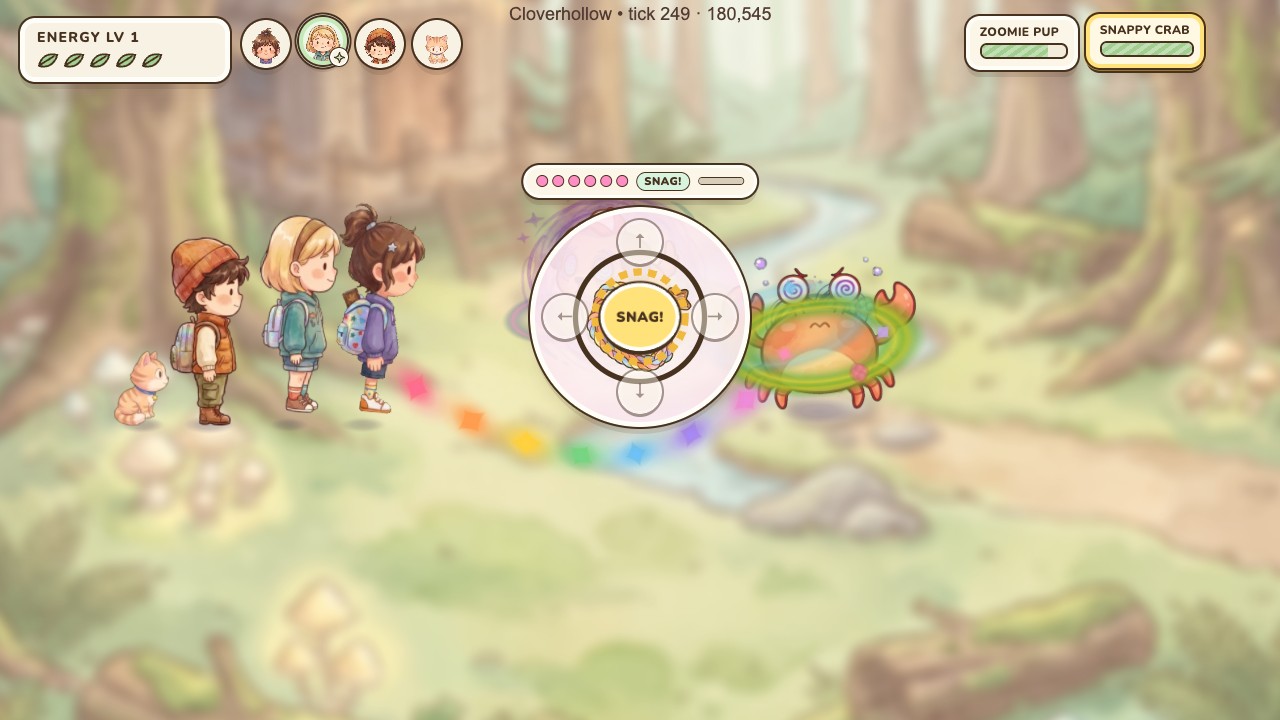 Cloverhollow • tick 249 · 180,545
ENERGY LV 1
ZOOMIE PUP
SNAPPY CRAB
SNAG!
↑
← SNAG! →
↓